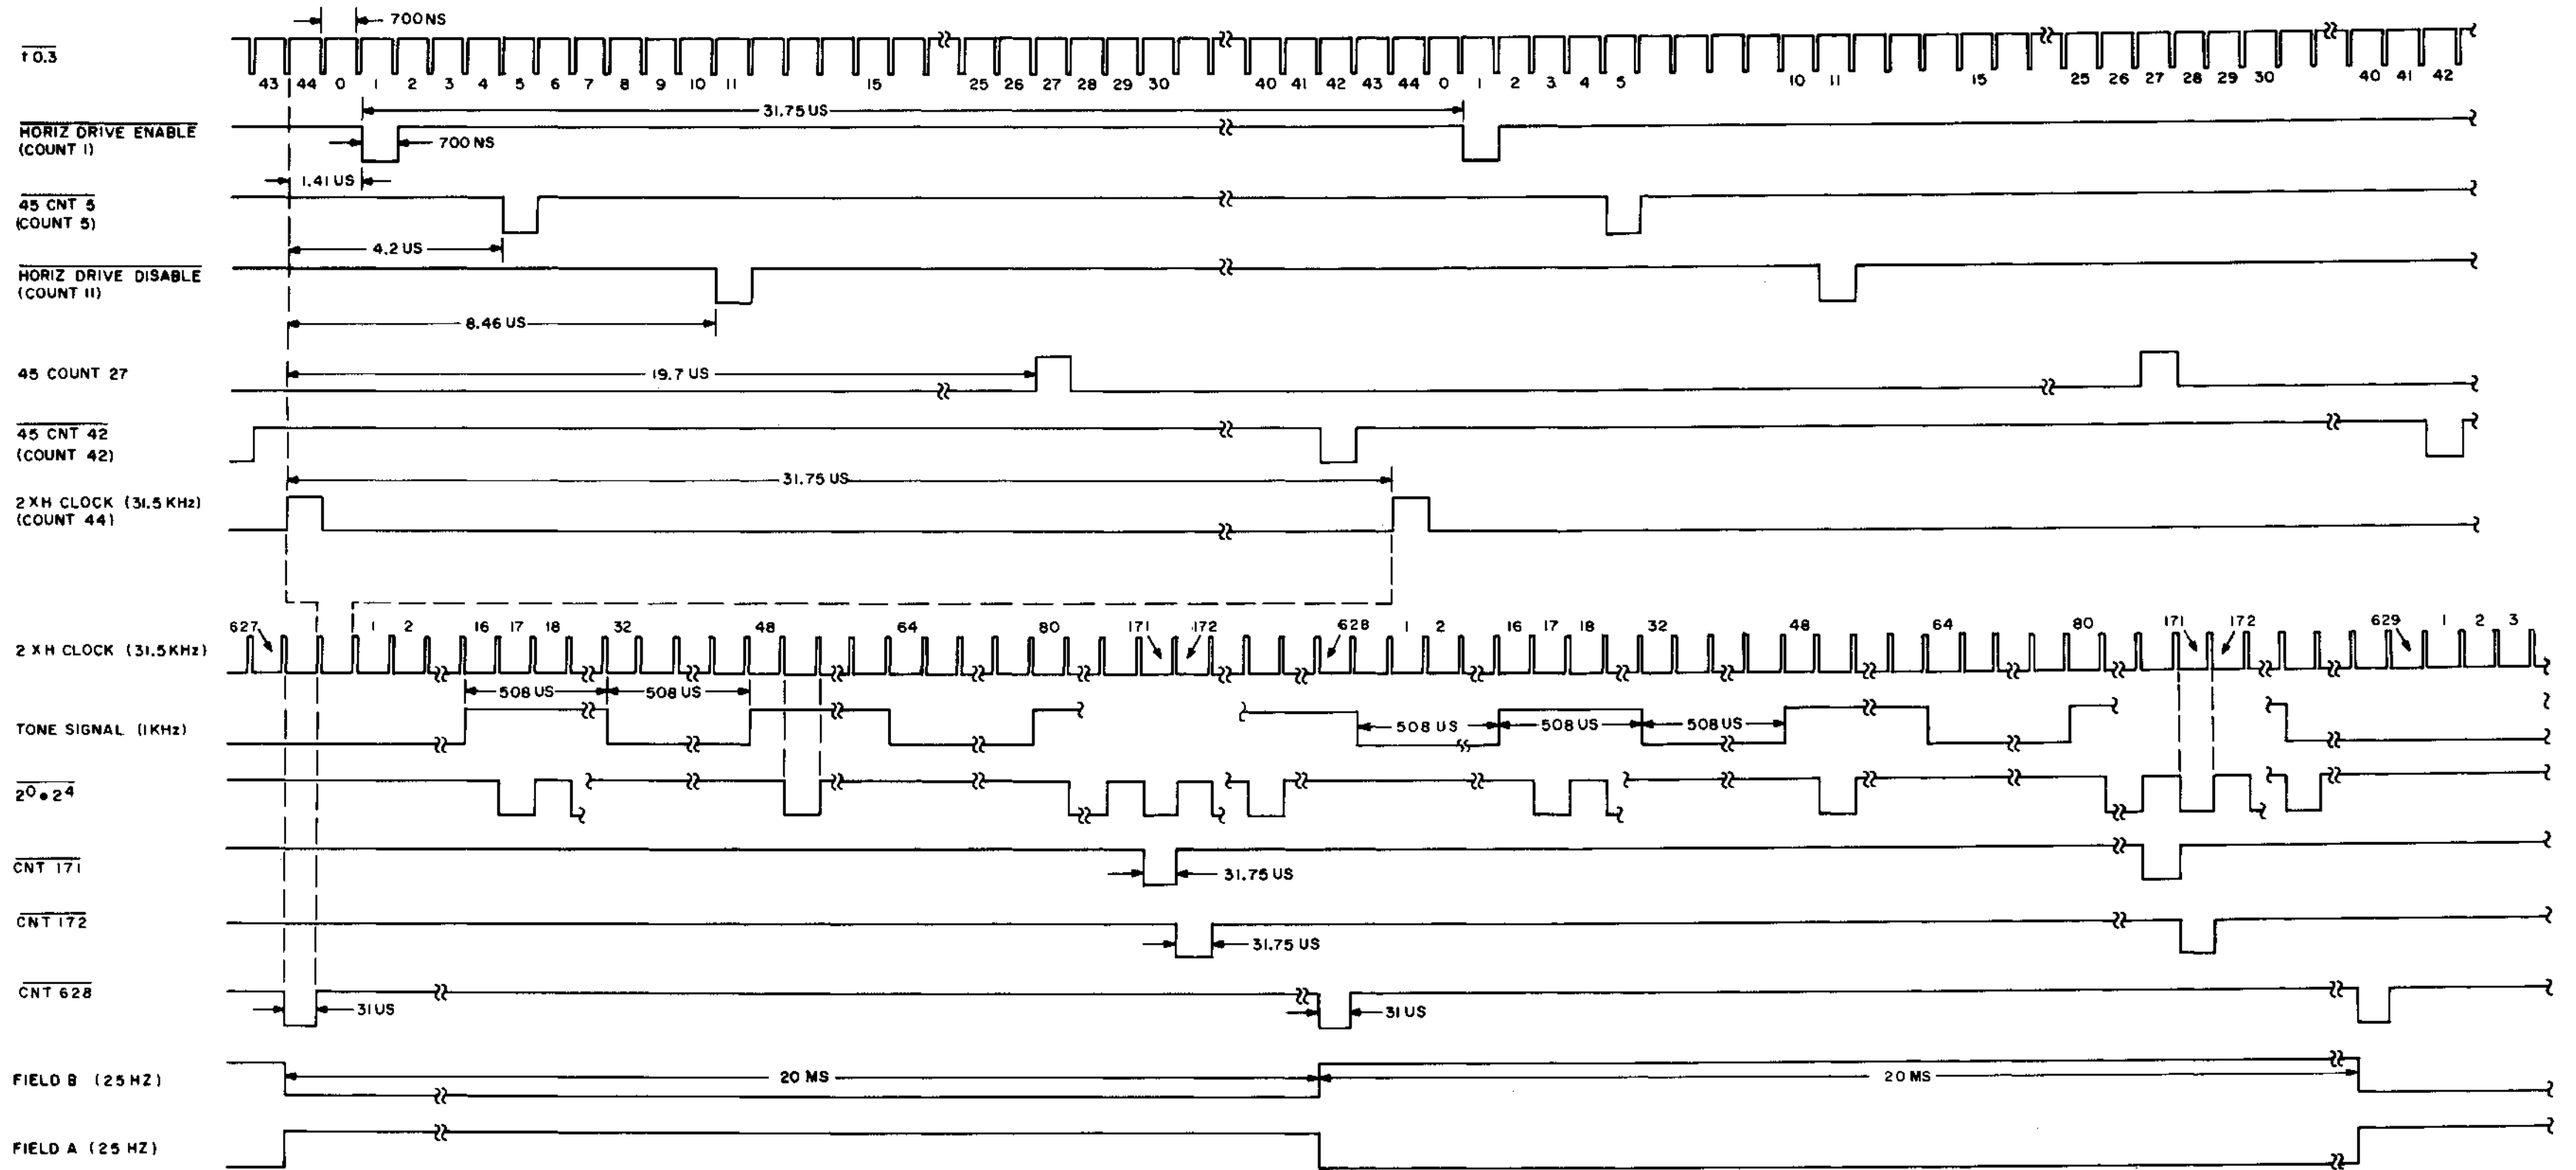 700 NS
t 0.3
43 44 0 1 2 3 4 5 6 7 8 9 10 11 15 25 26 27 28 29 30 40 41 42 43 44 0 1 2 3 4 5 10 11 15 25 26 27 28 29 30 40 41 42
31.75 US
HORIZ DRIVE ENABLE
(COUNT 1)
700 NS
1.41 US
45 CNT 5
(COUNT 5)
4.2 US
HORIZ DRIVE DISABLE
(COUNT 11)
8.46 US
45 COUNT 27
19.7 US
45 CNT 42
(COUNT 42)
31.75 US
2 XH CLOCK (31.5 KHz)
(COUNT 44)
627 1 2 16 17 18 32 48 64 80 171 172 628 1 2 16 17 18 32 48 64 80 171 172 629 1 2 3
2 XH CLOCK (31.5 KHz)
508 US 508 US
TONE SIGNAL (1KHz)
508 US 508 US 508 US
2⁰•2⁴
CNT 171
31.75 US
CNT 172
31.75 US
CNT 628
31 US 31 US
FIELD B (25 HZ)
20 MS 20 MS
FIELD A (25 HZ)